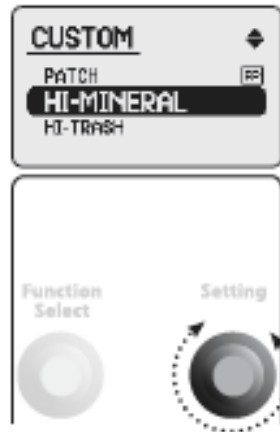 CUSTOM
PATCH
HI-MINERAL
HI-TRASH
Function
Select
Setting